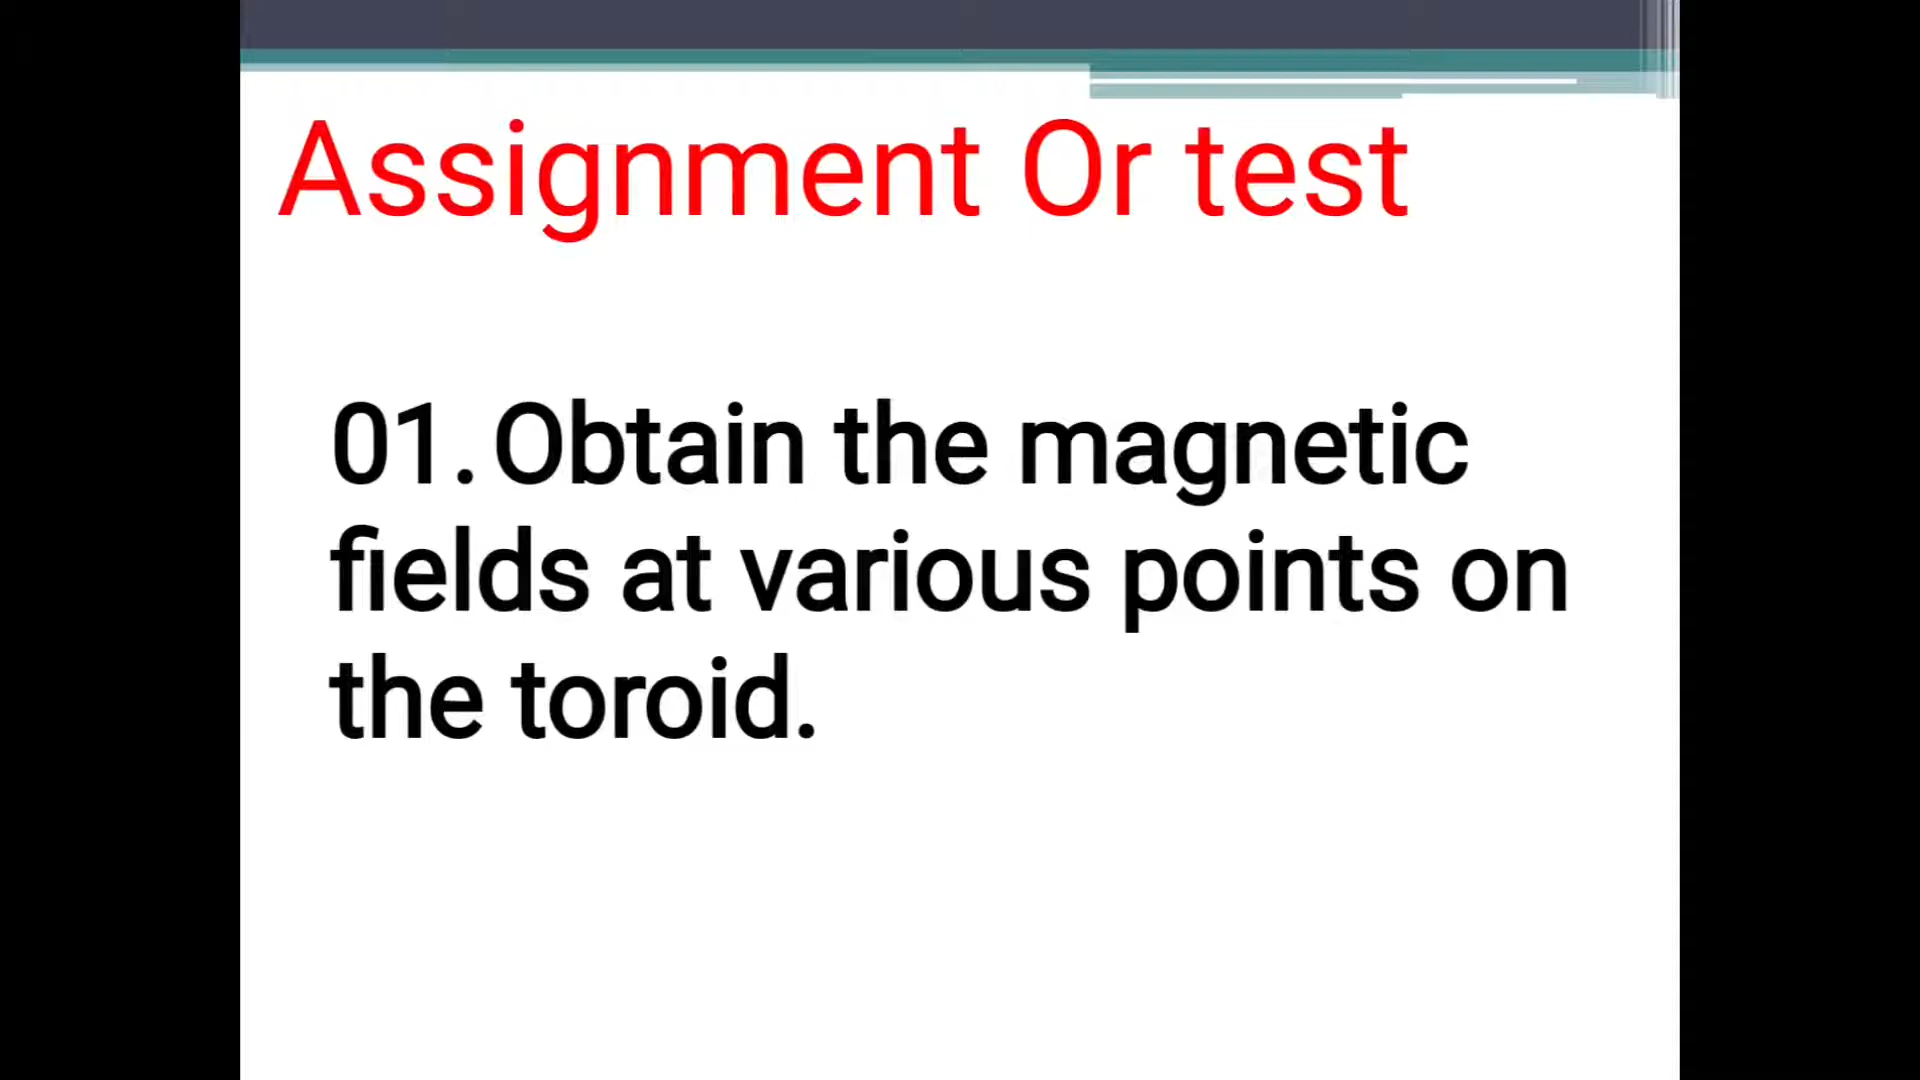 Assignment Or test
01. Obtain the magnetic
fields at various points on
the toroid.